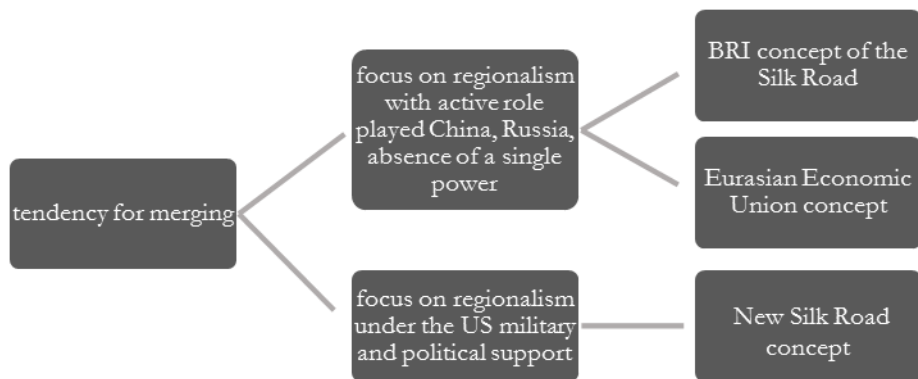 tendency for merging
focus on regionalism
with active role
played China, Russia,
absence of a single
power
BRI concept of the
Silk Road
Eurasian Economic
Union concept
focus on regionalism
under the US military
and political support
New Silk Road
concept